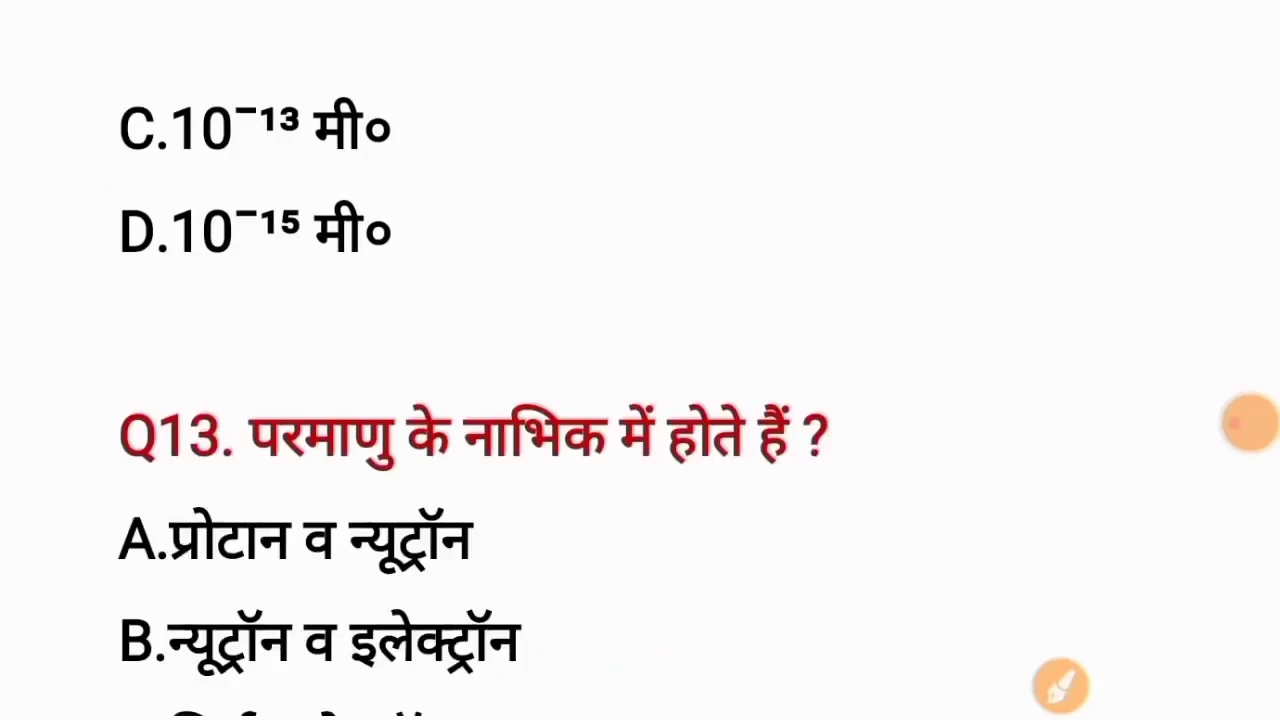 C.10⁻¹³ मी०
D.10⁻¹⁵ मी०
Q13. परमाणु के नाभिक में होते हैं ?
A.प्रोटान व न्यूट्रॉन
B.न्यूट्रॉन व इलेक्ट्रॉन